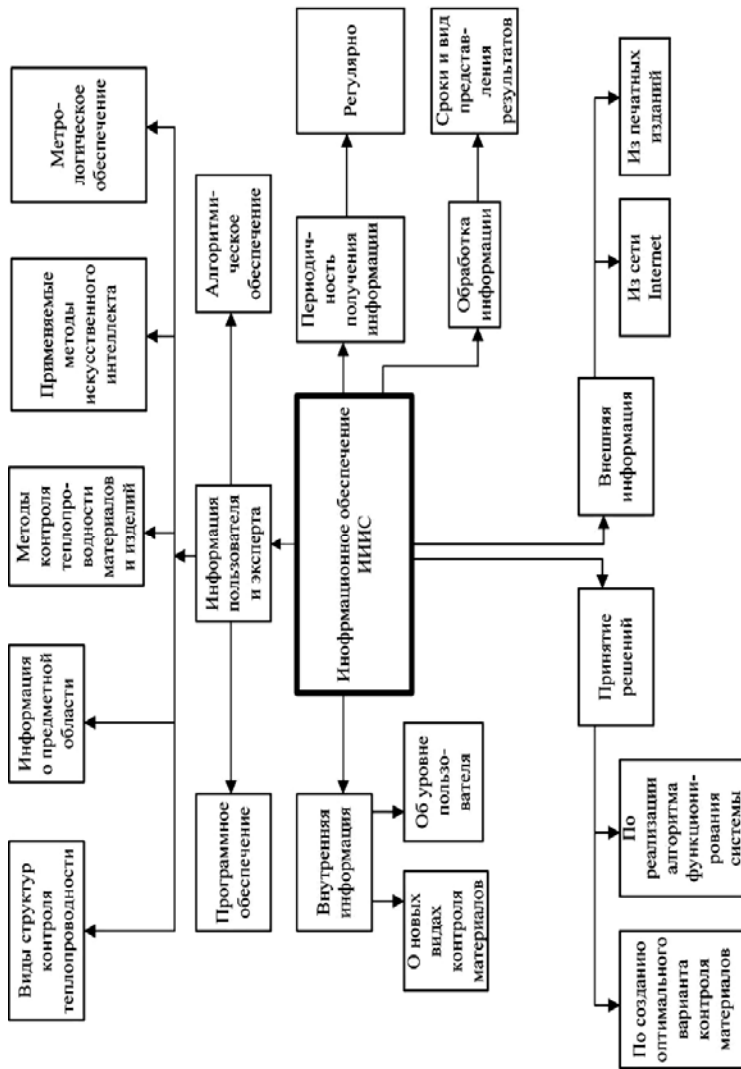 Виды структур
контроля
теплопроводности
Информация
о предметной
области
Методы
контроля
теплопро-
водности
материалов
и изделий
Применяемые
методы
искусственного
интеллекта
Метро-
логическое
обеспечение
Программное
обеспечение
Информация
пользователя
и эксперта
Алгоритми-
ческое
обеспечение
Внутренняя
информация
О новых
видах
контроля
материалов
Об уровне
пользо-
вателя
Инофрмационное обеспечение
ИИИС
Периодич-
ность
получения
информации
Регулярно
Обработка
информации
Сроки и вид
представ-
ления
результатов
Принятие
решений
Внешняя
информация
По созданию
оптимального
варианта
контроля
материалов
По
реализации
алгоритма
функциони-
рования
системы
Из сети
Internet
Из печатных
изданий